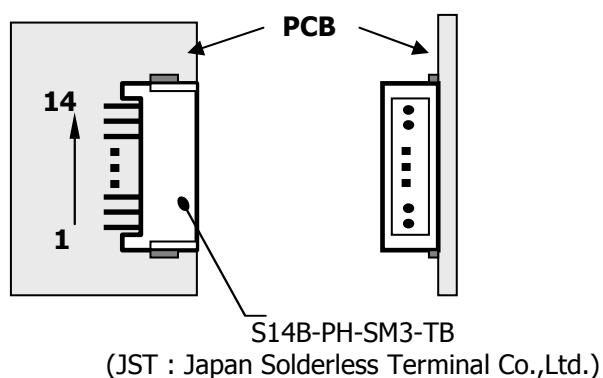 PCB
14
1
S14B-PH-SM3-TB
(JST : Japan Solderless Terminal Co.,Ltd.)